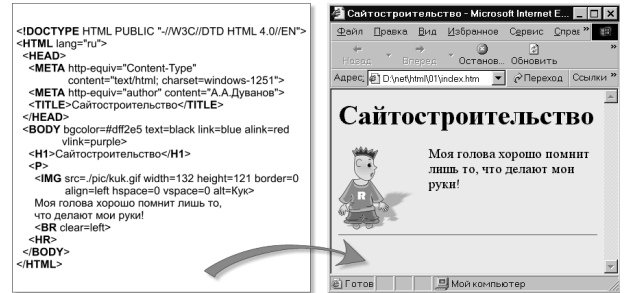 <!DOCTYPE HTML PUBLIC "-//W3C//DTD HTML 4.0//EN">
<HTML lang="ru">
<HEAD>
<META http-equiv="Content-Type"
content="text/html; charset=windows-1251">
<META http-equiv="author" content="А.А.Дуванов">
<TITLE>Сайтостроительство</TITLE>
</HEAD>
<BODY bgcolor=#dff2e5 text=black link=blue alink=red
vlink=purple>
<H1>Сайтостроительство</H1>
<P>
<IMG src=./pic/kuk.gif width=132 height=121 border=0
align=left hspace=0 vspace=0 alt=Кук>
Моя голова хорошо помнит лишь то,
что делают мои руки!
<BR clear=left>
<HR>
</BODY>
</HTML>
Сайтостроительство - Microsoft Internet E...
Файл Правка Вид Избранное Сервис Справ »
Назад Вперед Останов... Обновить »
Адрес: D:\net\html\01\index.htm Переход Ссылки »
Сайтостроительство
Моя голова хорошо помнит
лишь то, что делают мои
руки!
R
Готов Мой компьютер